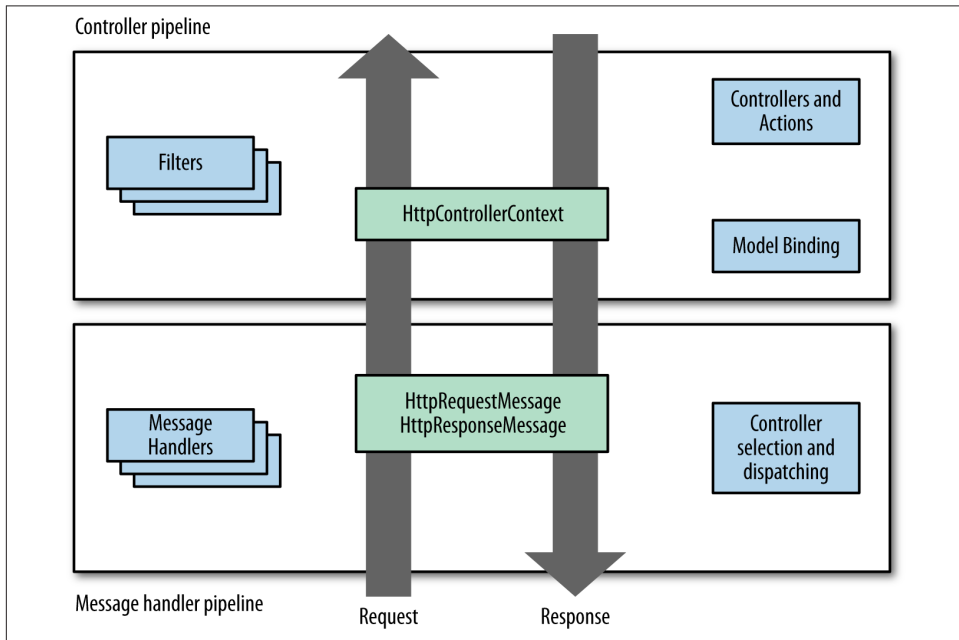 Controller pipeline
Filters
Controllers and
Actions
HttpControllerContext
Model Binding
Message
Handlers
HttpRequestMessage
HttpResponseMessage
Controller
selection and
dispatching
Message handler pipeline
Request
Response